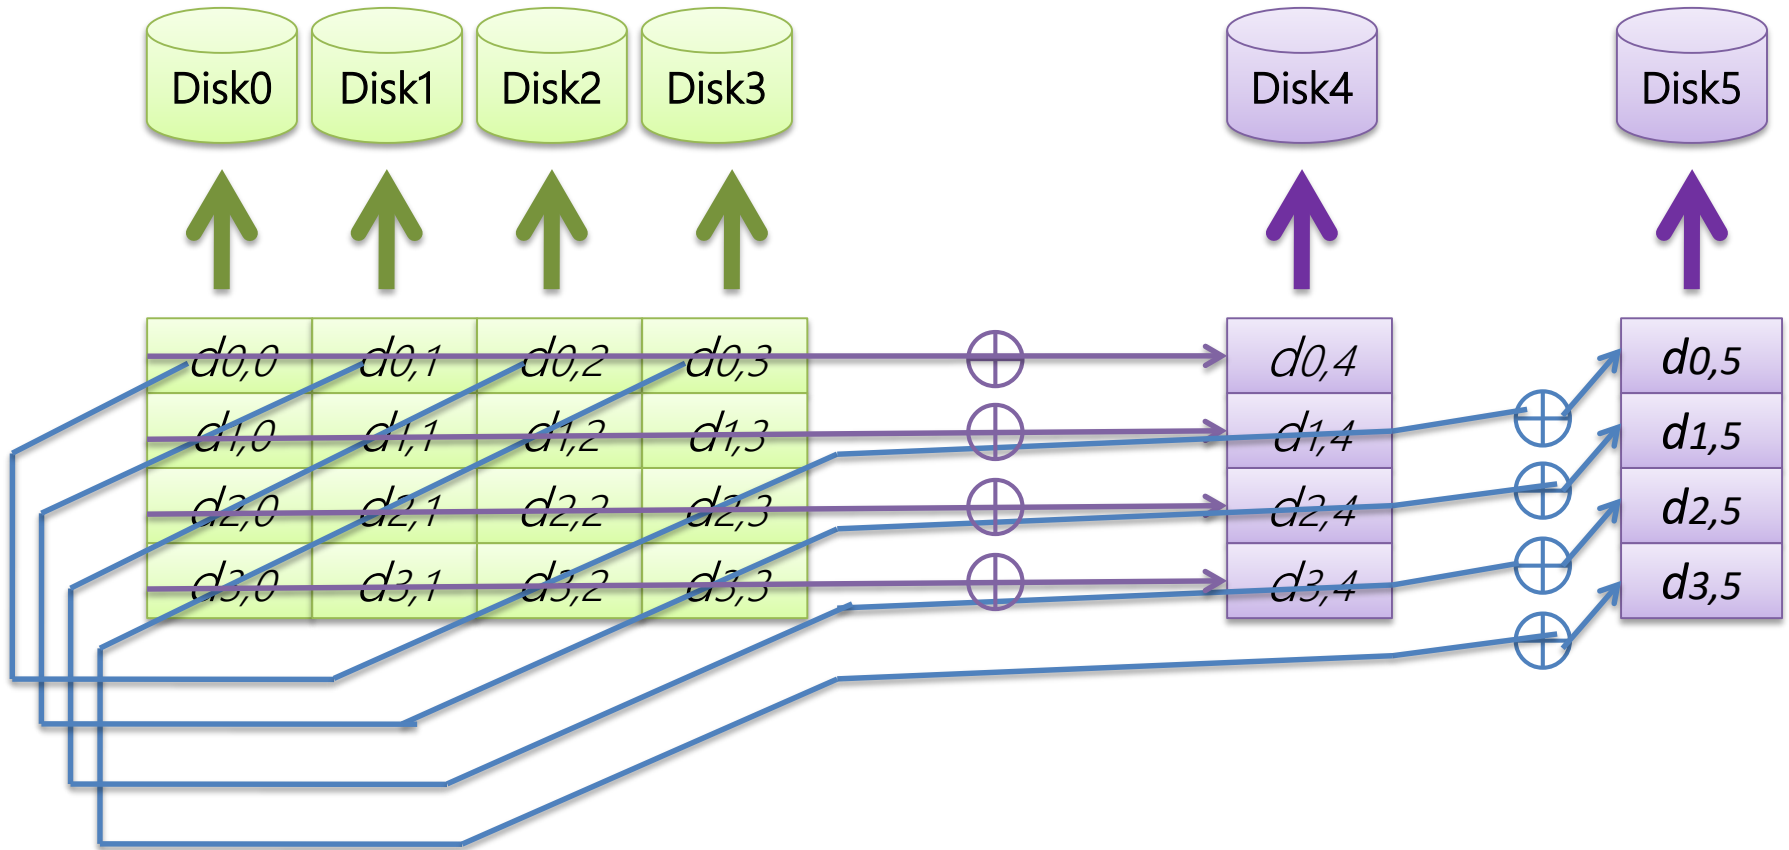 Disk0 Disk1 Disk2 Disk3 Disk4 Disk5
d0,0 d0,1 d0,2 d0,3 d0,4 d0,5
d1,0 d1,1 d1,2 d1,3 d1,4 d1,5
d2,0 d2,1 d2,2 d2,3 d2,4 d2,5
d3,0 d3,1 d3,2 d3,3 d3,4 d3,5